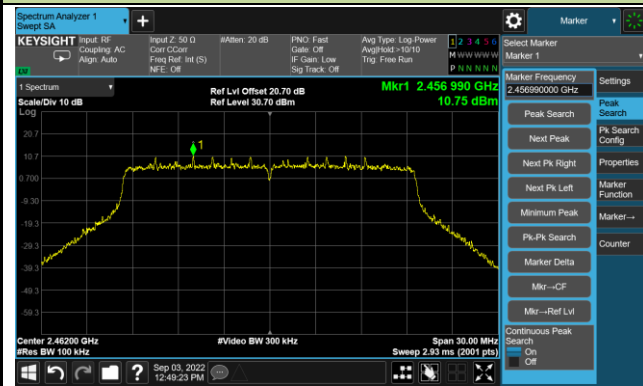 Spectrum Analyzer 1
Swept SA
Marker
KEYSIGHT
Input: RF
Coupling: AC
Align: Auto
Input Z: 50 Ω
Corr CCorr
Freq Ref: Int (S)
NFE: Off
#Atten: 20 dB
PNO: Fast
Gate: Off
IF Gain: Low
Sig Track: Off
Avg Type: Log-Power
Avg|Hold:>10/10
Trig: Free Run
1 2 3 4 5 6
M W W W W W
P N N N N N
LXI
Select Marker
Marker 1
1 Spectrum
Scale/Div 10 dB
Log
Ref Lvl Offset 20.70 dB
Ref Level 30.70 dBm
Mkr1 2.456 990 GHz
10.75 dBm
20.7
10.7
0.700
-9.30
-19.3
-29.3
-39.3
-49.3
-59.3
1
Center 2.46200 GHz
#Res BW 100 kHz
#Video BW 300 kHz
Span 30.00 MHz
Sweep 2.93 ms (2001 pts)
Marker Frequency
2.456990000 GHz
Peak Search
Next Peak
Next Pk Right
Next Pk Left
Minimum Peak
Pk-Pk Search
Marker Delta
Mkr→CF
Mkr→Ref Lvl
Continuous Peak
Search
On
Off
Settings
Peak
Search
Pk Search
Config
Properties
Marker
Function
Marker→
Counter
Sep 03, 2022
12:49:23 PM